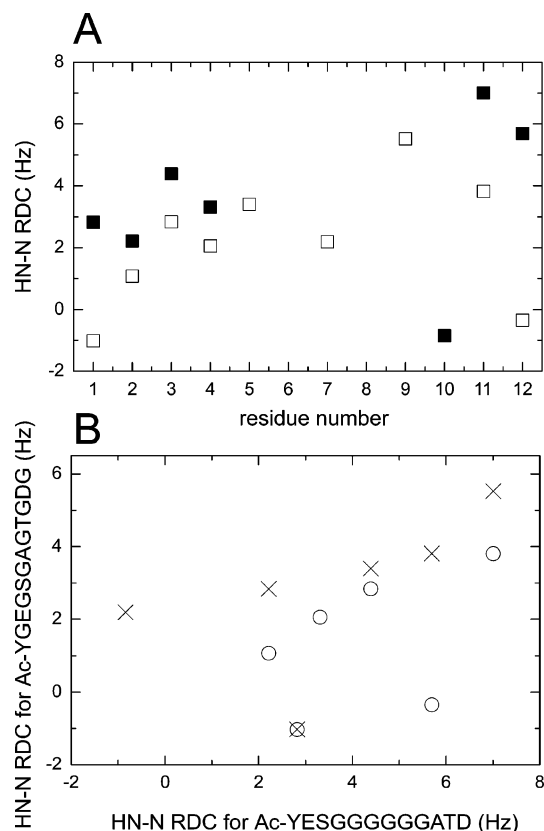 A
HN-N RDC (Hz)
8
6
4
2
0
-2
1 2 3 4 5 6 7 8 9 10 11 12
residue number
B
HN-N RDC for Ac-YGEGSGAGTGDG (Hz)
6
4
2
0
-2
-2 0 2 4 6 8
HN-N RDC for Ac-YESGGGGGGATD (Hz)